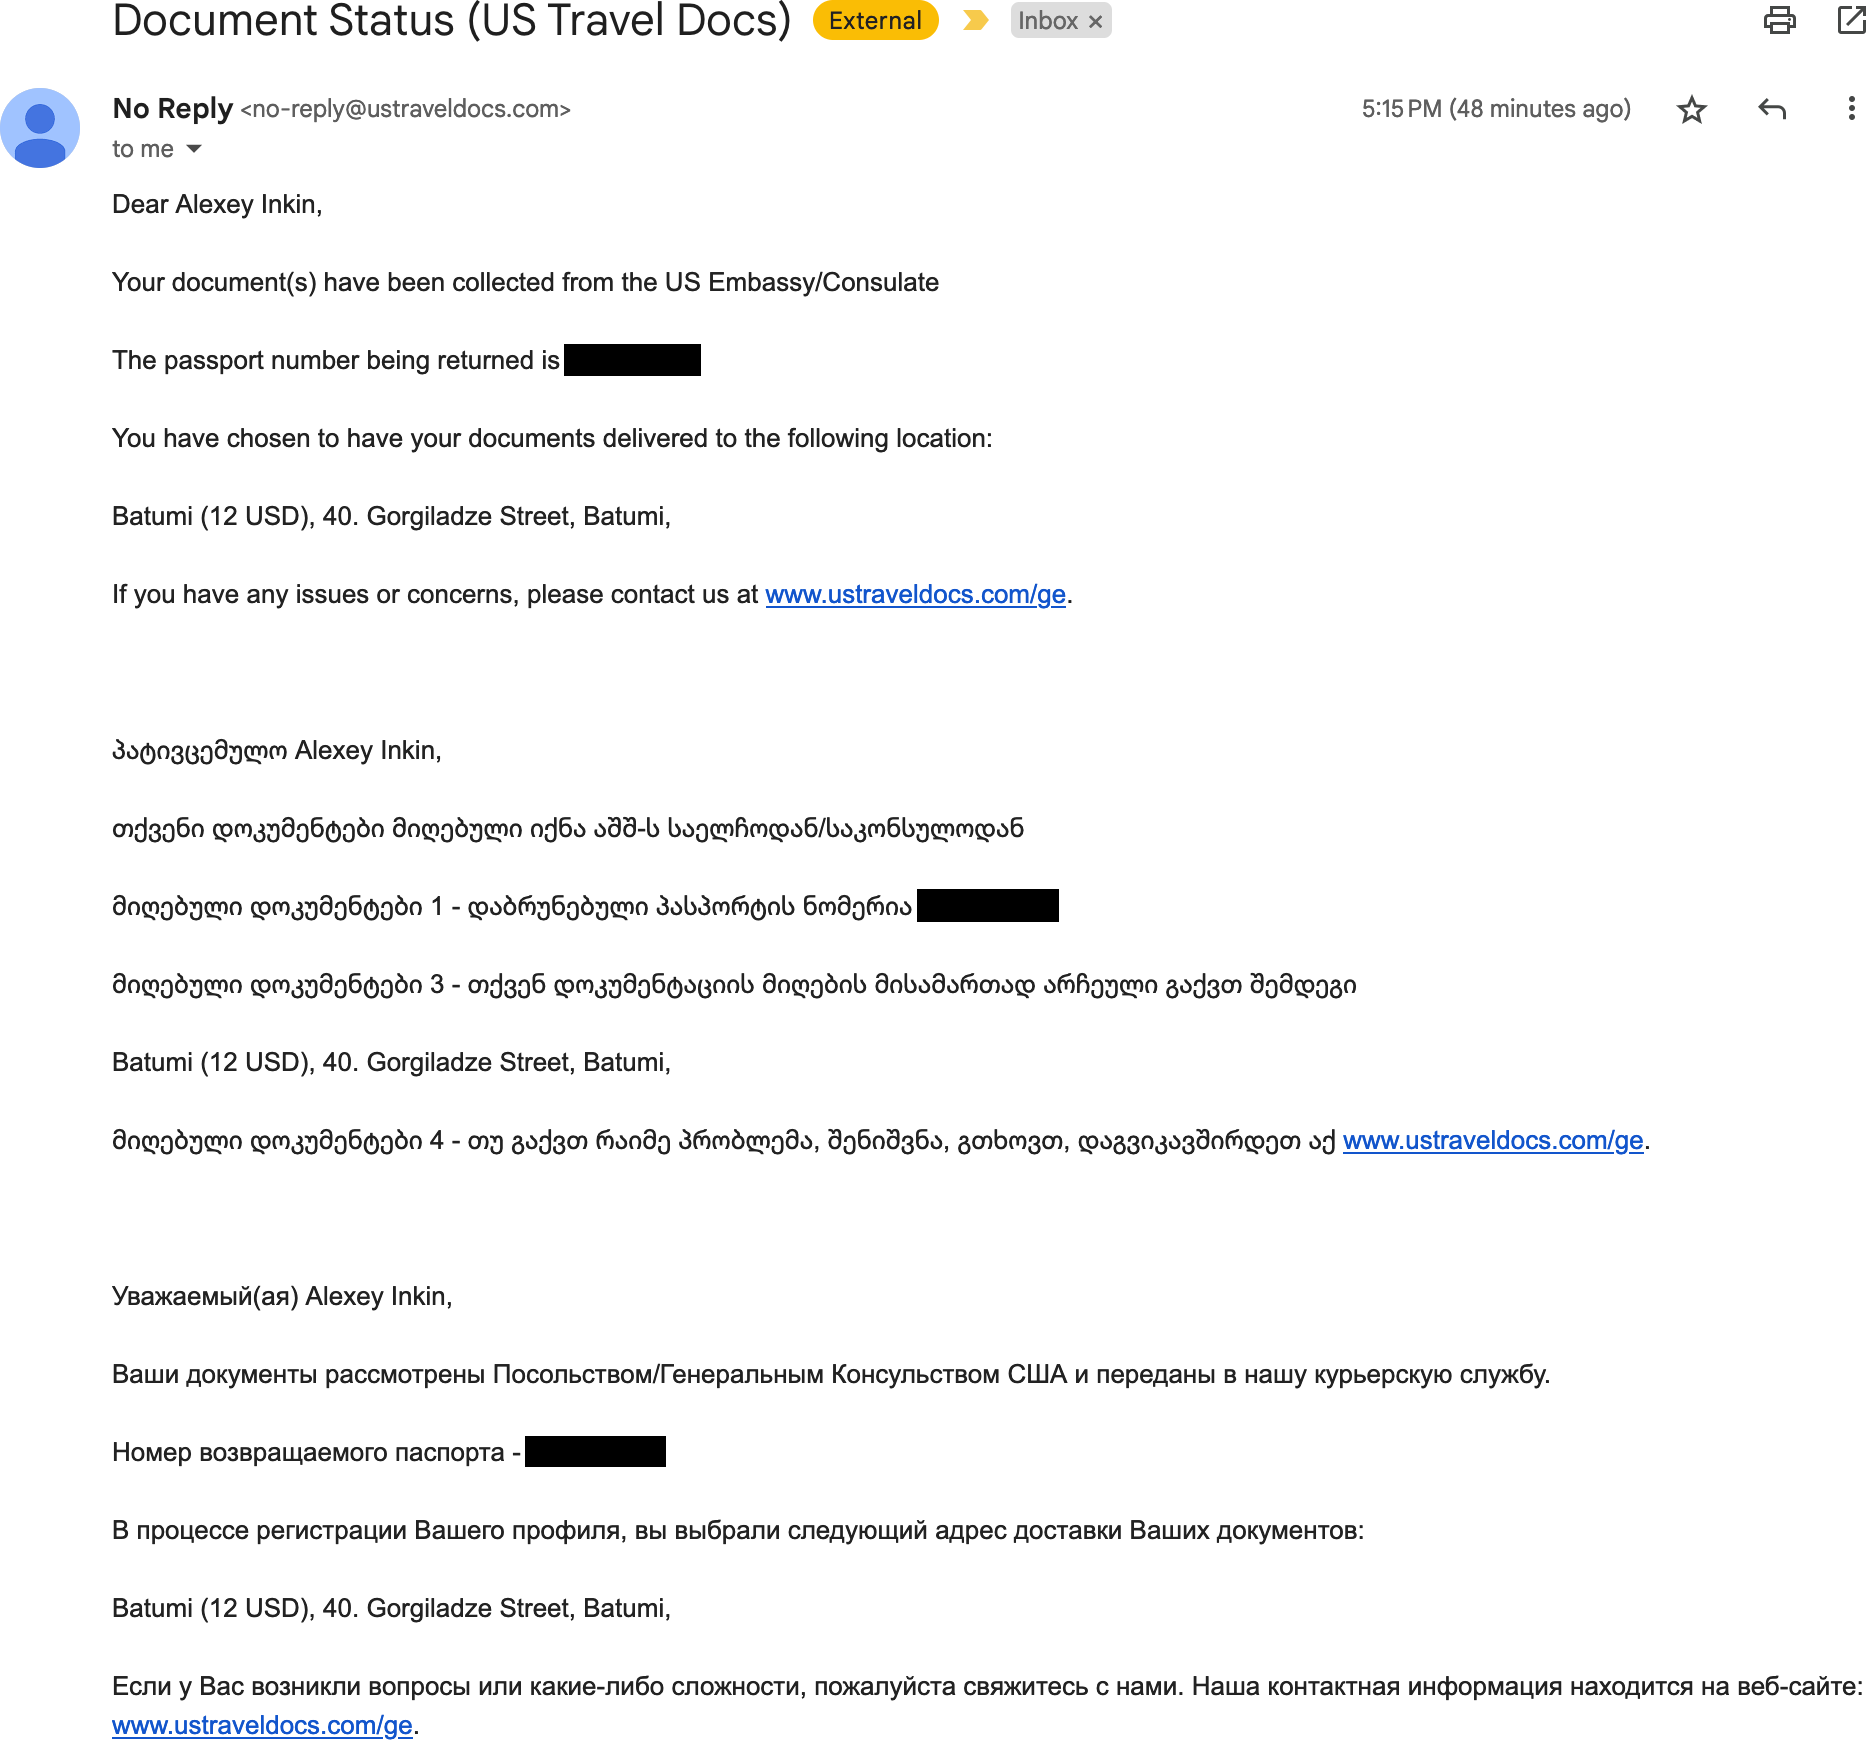 Document Status (US Travel Docs) External Inbox ×
No Reply <no-reply@ustraveldocs.com> 5:15 PM (48 minutes ago)
to me
Dear Alexey Inkin,
Your document(s) have been collected from the US Embassy/Consulate
The passport number being returned is
You have chosen to have your documents delivered to the following location:
Batumi (12 USD), 40. Gorgiladze Street, Batumi,
If you have any issues or concerns, please contact us at www.ustraveldocs.com/ge.
პატივცემულო Alexey Inkin,
თქვენი დოკუმენტები მიღებული იქნა აშშ-ს საელჩოდან/საკონსულოდან
მიღებული დოკუმენტები 1 - დაბრუნებული პასპორტის ნომერია
მიღებული დოკუმენტები 3 - თქვენ დოკუმენტაციის მიღების მისამართად არჩეული გაქვთ შემდეგი
Batumi (12 USD), 40. Gorgiladze Street, Batumi,
მიღებული დოკუმენტები 4 - თუ გაქვთ რაიმე პრობლემა, შენიშვნა, გთხოვთ, დაგვიკავშირდეთ აქ www.ustraveldocs.com/ge.
Уважаемый(ая) Alexey Inkin,
Ваши документы рассмотрены Посольством/Генеральным Консульством США и переданы в нашу курьерскую службу.
Номер возвращаемого паспорта -
В процессе регистрации Вашего профиля, вы выбрали следующий адрес доставки Ваших документов:
Batumi (12 USD), 40. Gorgiladze Street, Batumi,
Если у Вас возникли вопросы или какие-либо сложности, пожалуйста свяжитесь с нами. Наша контактная информация находится на веб-сайте:
www.ustraveldocs.com/ge.